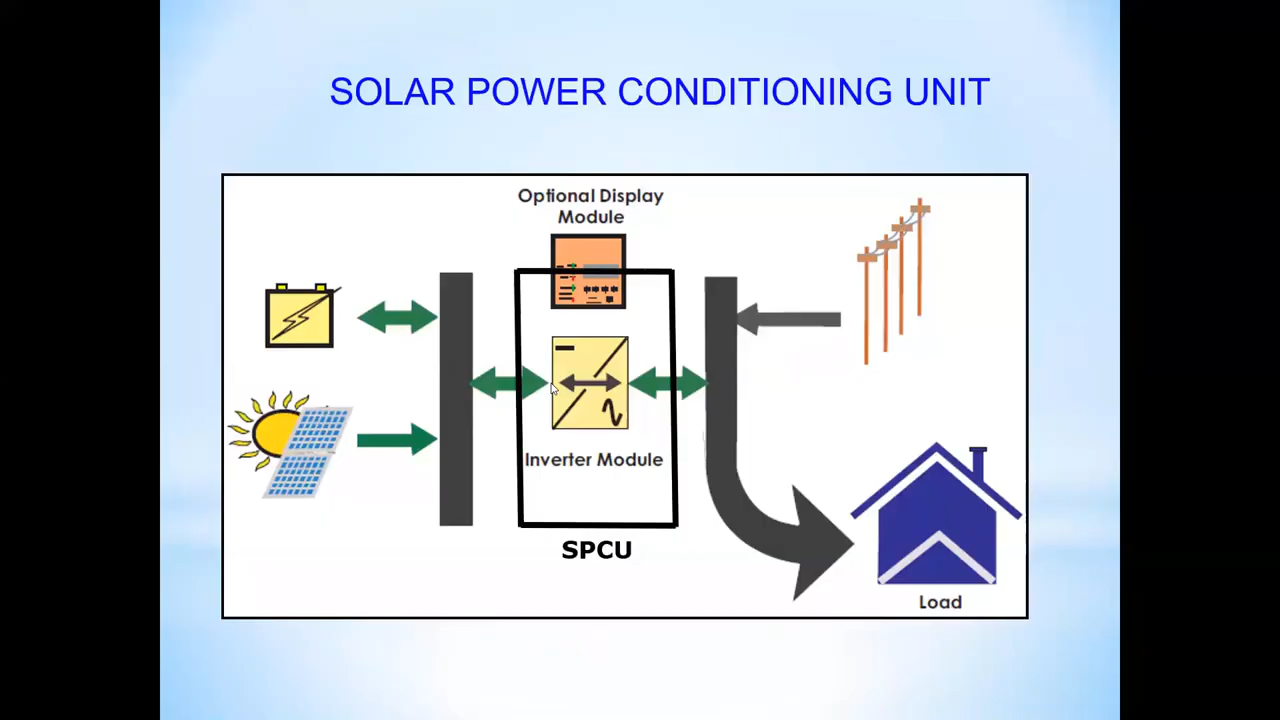 SOLAR POWER CONDITIONING UNIT
Optional Display
Module
Inverter Module
SPCU
Load